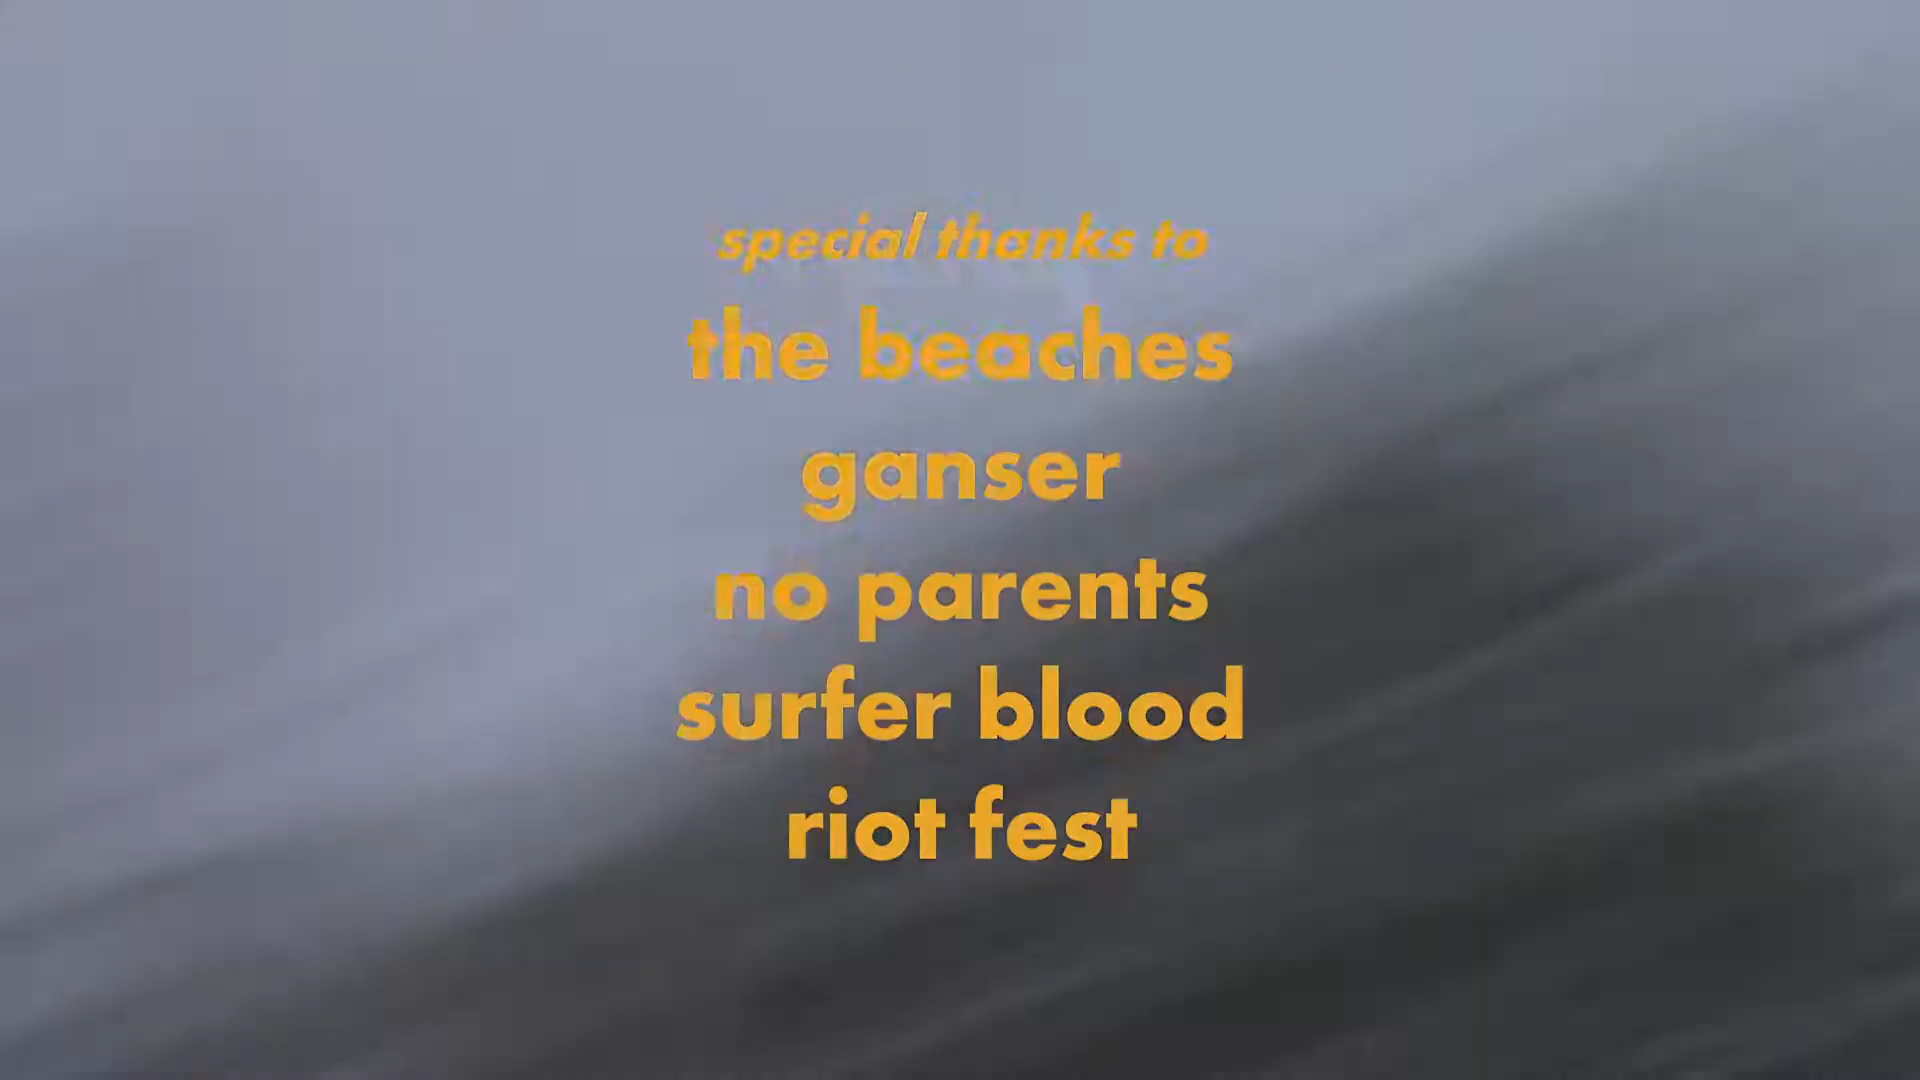 special thanks to
the beaches
ganser
no parents
surfer blood
riot fest